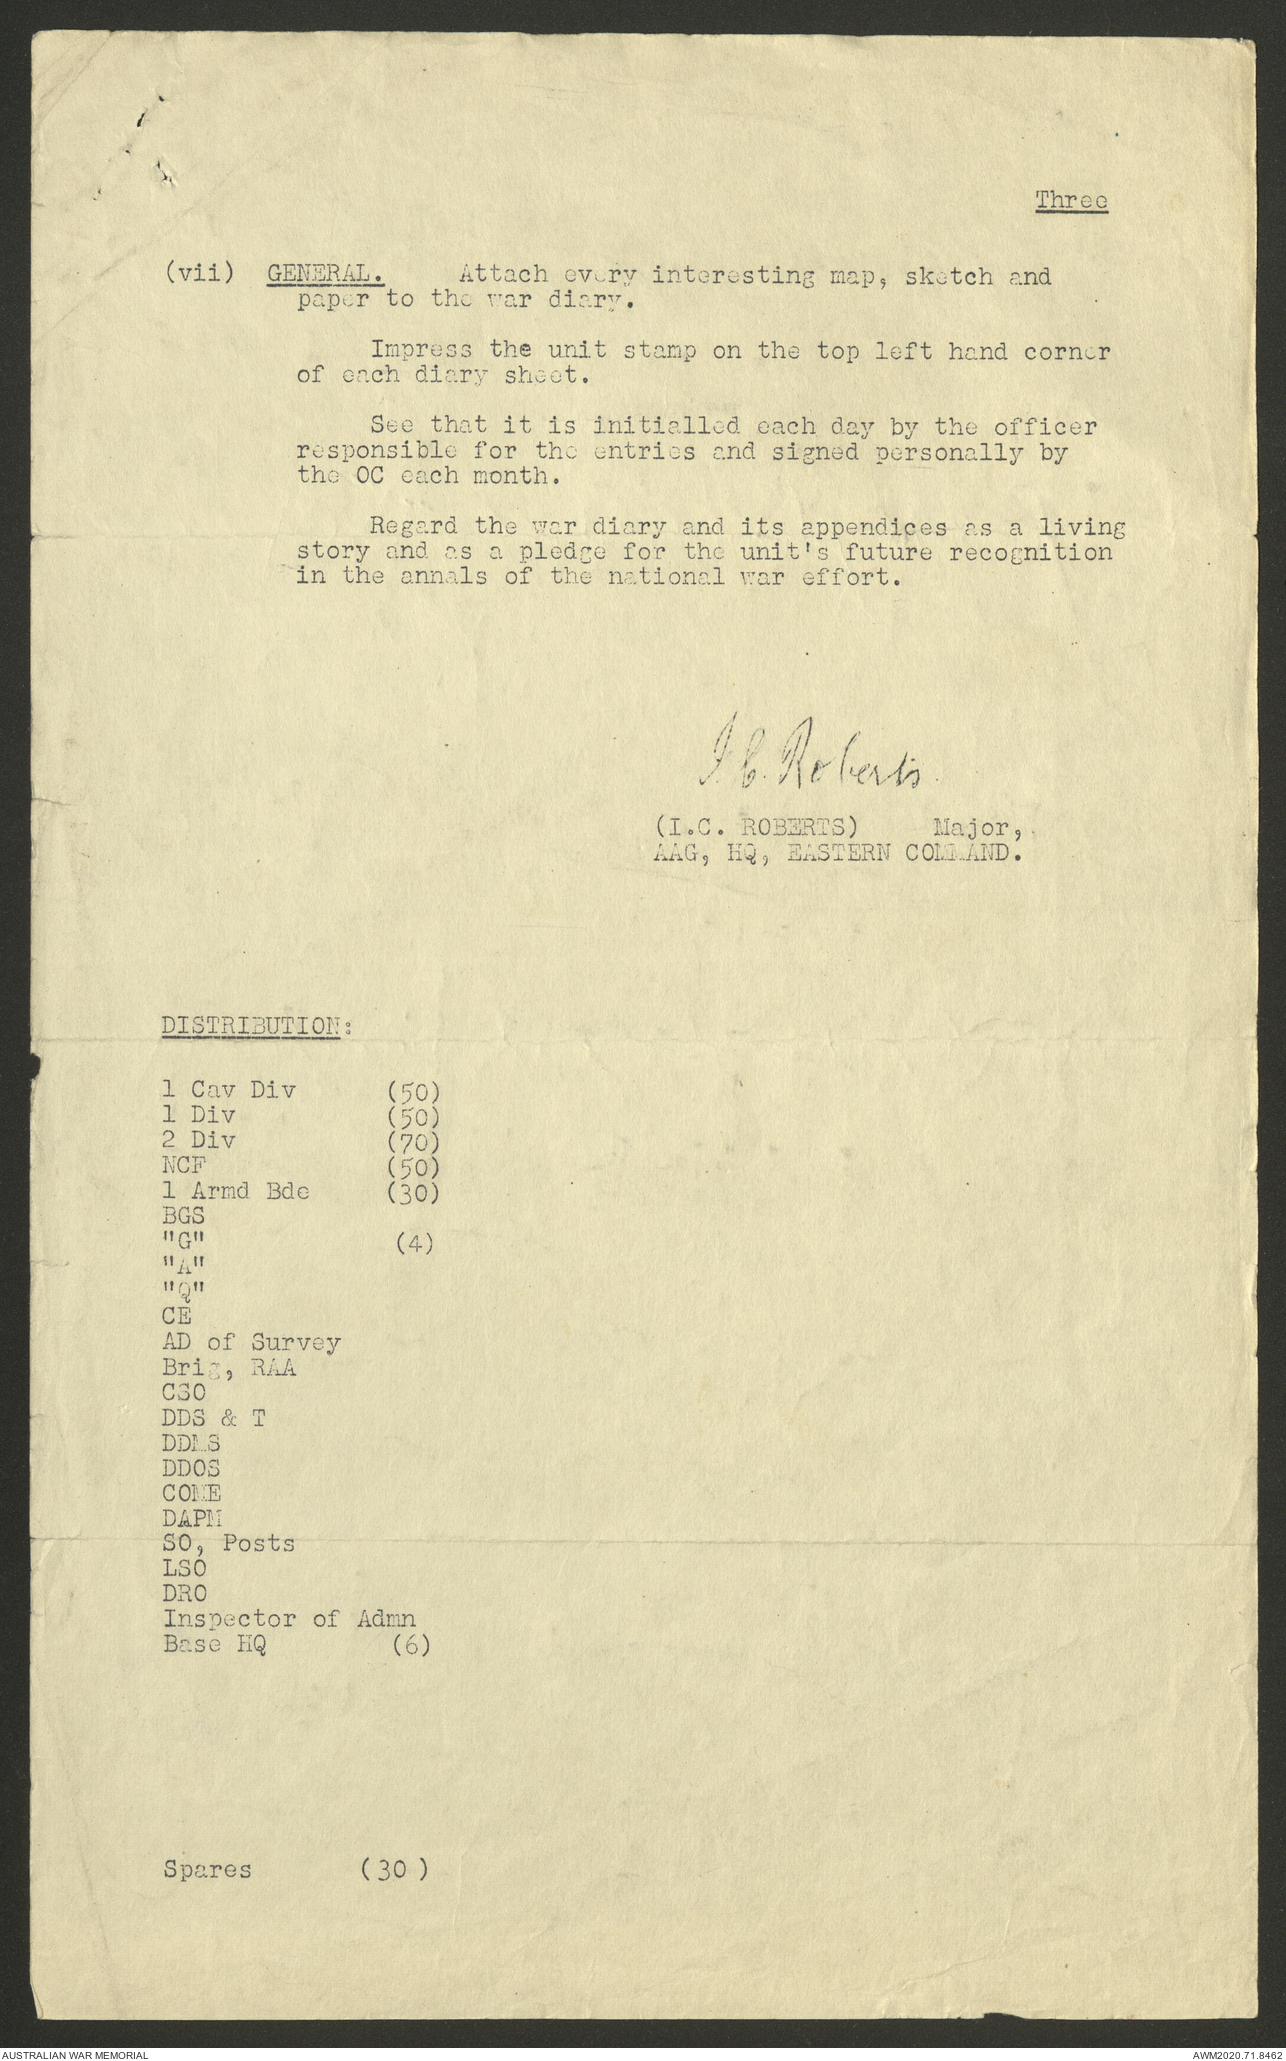 Three
(vii) GENERAL. Attach every interesting map, sketch and
paper to the war diary.
Impress the unit stamp on the top left hand corner
of each diary sheet.
See that it is initialled each day by the officer
responsible for the entries and signed personally by
the OC each month.
Regard the war diary and its appendices as a living
story and as a pledge for the unit's future recognition
in the annals of the national war effort.
I.C. Roberts
(I.C. ROBERTS) Major,
AAG, HQ, EASTERN COMMAND.
DISTRIBUTION:
1 Cav Div (50)
1 Div (50)
2 Div (70)
NCF (50)
1 Armd Bde (30)
BGS
"G" (4)
"A"
"Q"
CE
AD of Survey
Brig, RAA
CSO
DDS & T
DDMS
DDOS
COME
DAPM
SO, Posts
LSO
DRO
Inspector of Admn
Base HQ (6)
Spares (30)
AUSTRALIAN WAR MEMORIAL
AWM2020.71.8462